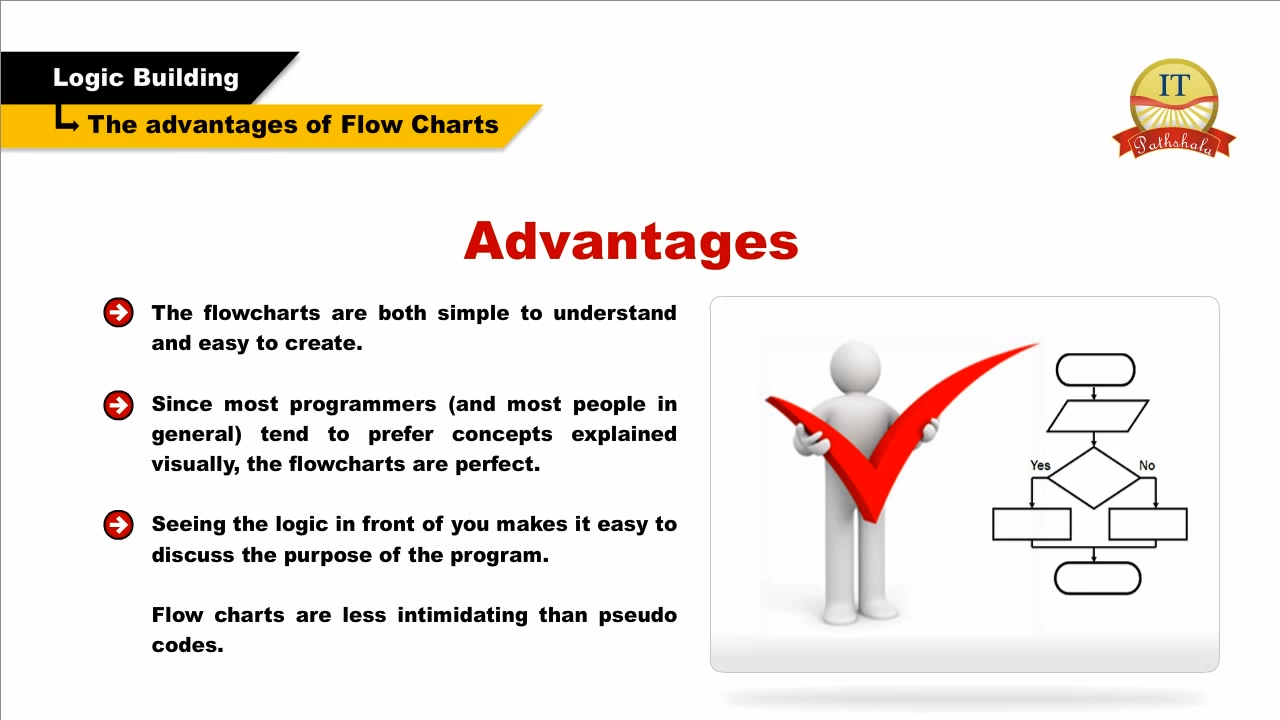 Logic Building
The advantages of Flow Charts
IT
Pathshala
Advantages
The flowcharts are both simple to understand
and easy to create.
Since most programmers (and most people in
general) tend to prefer concepts explained
visually, the flowcharts are perfect.
Seeing the logic in front of you makes it easy to
discuss the purpose of the program.
Flow charts are less intimidating than pseudo
codes.
Yes
No